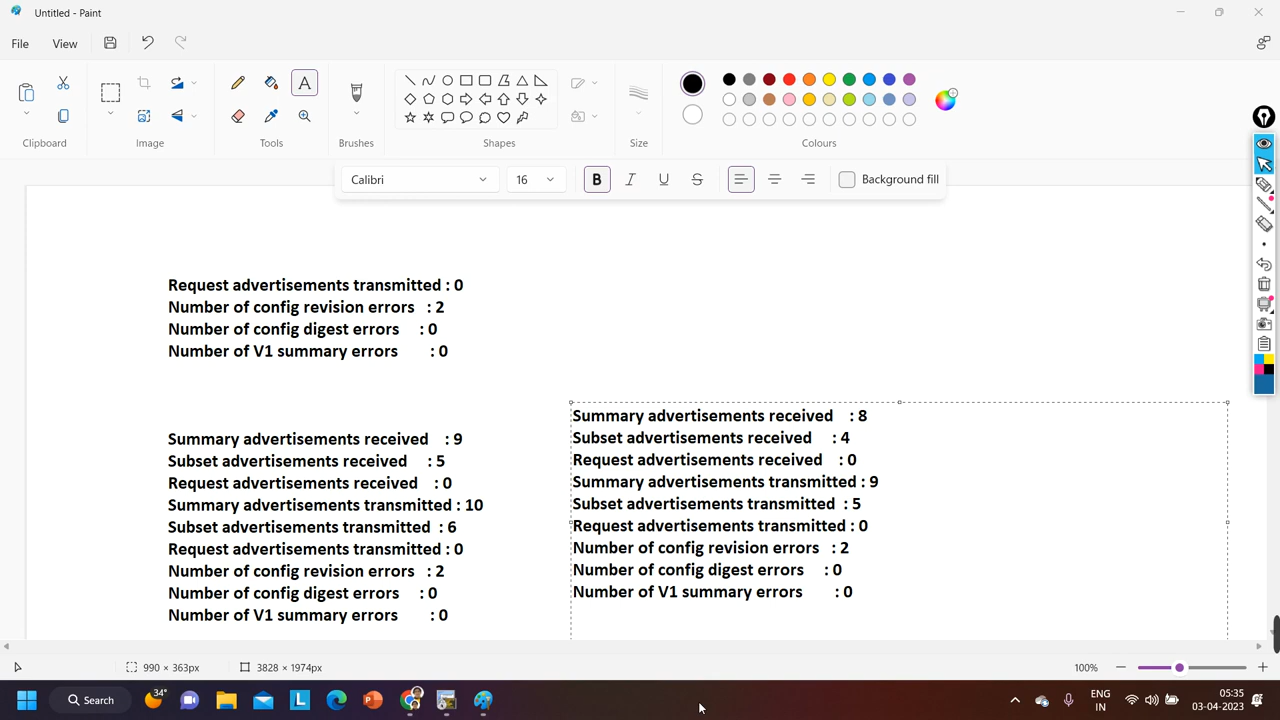 Untitled - Paint
File View
Clipboard
Image
Tools
Brushes
Shapes
Size
Colours
Calibri
16
B
I
U
Background fill
Request advertisements transmitted : 0
Number of config revision errors : 2
Number of config digest errors : 0
Number of V1 summary errors : 0
Summary advertisements received : 9
Subset advertisements received : 5
Request advertisements received : 0
Summary advertisements transmitted : 10
Subset advertisements transmitted : 6
Request advertisements transmitted : 0
Number of config revision errors : 2
Number of config digest errors : 0
Number of V1 summary errors : 0
Summary advertisements received : 8
Subset advertisements received : 4
Request advertisements received : 0
Summary advertisements transmitted : 9
Subset advertisements transmitted : 5
Request advertisements transmitted : 0
Number of config revision errors : 2
Number of config digest errors : 0
Number of V1 summary errors : 0
990 × 363px
3828 × 1974px
100%
Search
34°
ENG
IN
05:35
03-04-2023